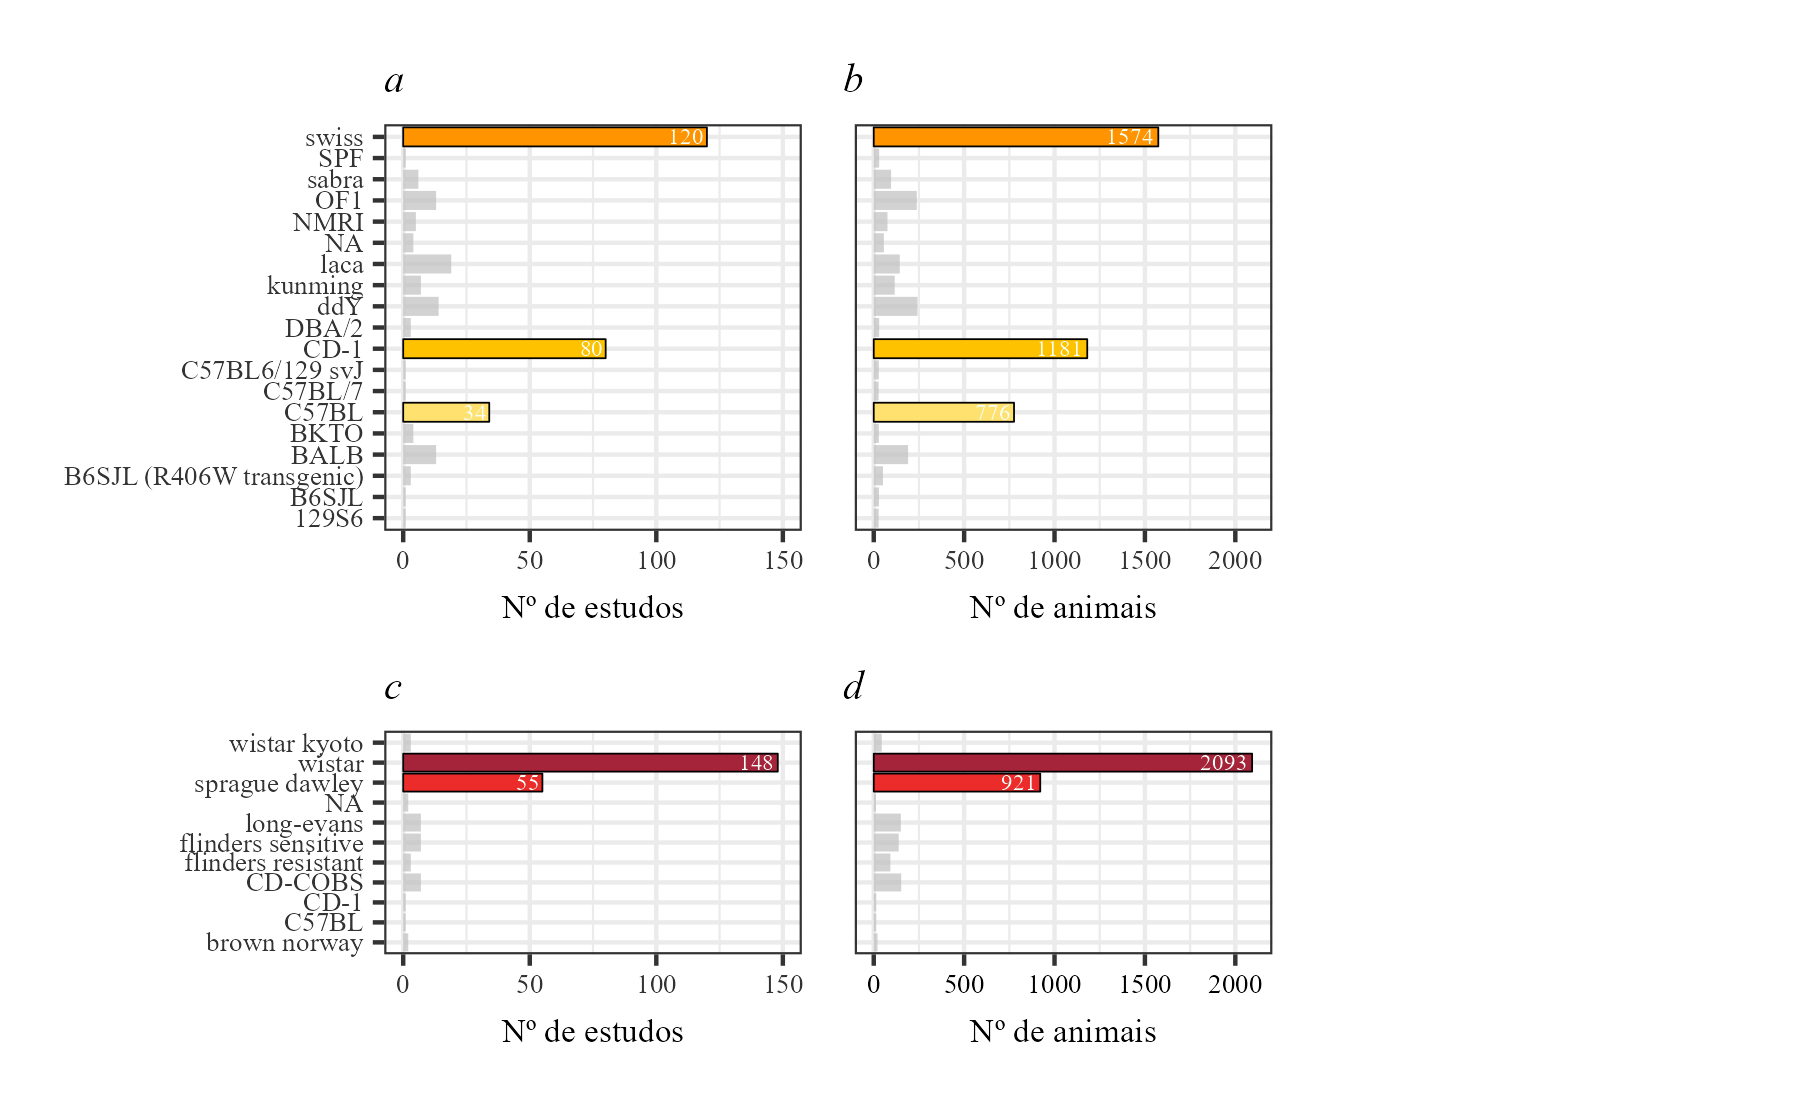 a
b
swiss 120 1574
SPF
sabra
OF1
NMRI
NA
laca
kunming
ddY
DBA/2
CD-1 80 1181
C57BL6/129 svJ
C57BL/7
C57BL 34 776
BKTO
BALB
B6SJL (R406W transgenic)
B6SJL
129S6
0 50 100 150
0 500 1000 1500 2000
Nº de estudos
Nº de animais
c
d
wistar kyoto
wistar 148 2093
sprague dawley 55 921
NA
long-evans
flinders sensitive
flinders resistant
CD-COBS
CD-1
C57BL
brown norway
0 50 100 150
0 500 1000 1500 2000
Nº de estudos
Nº de animais